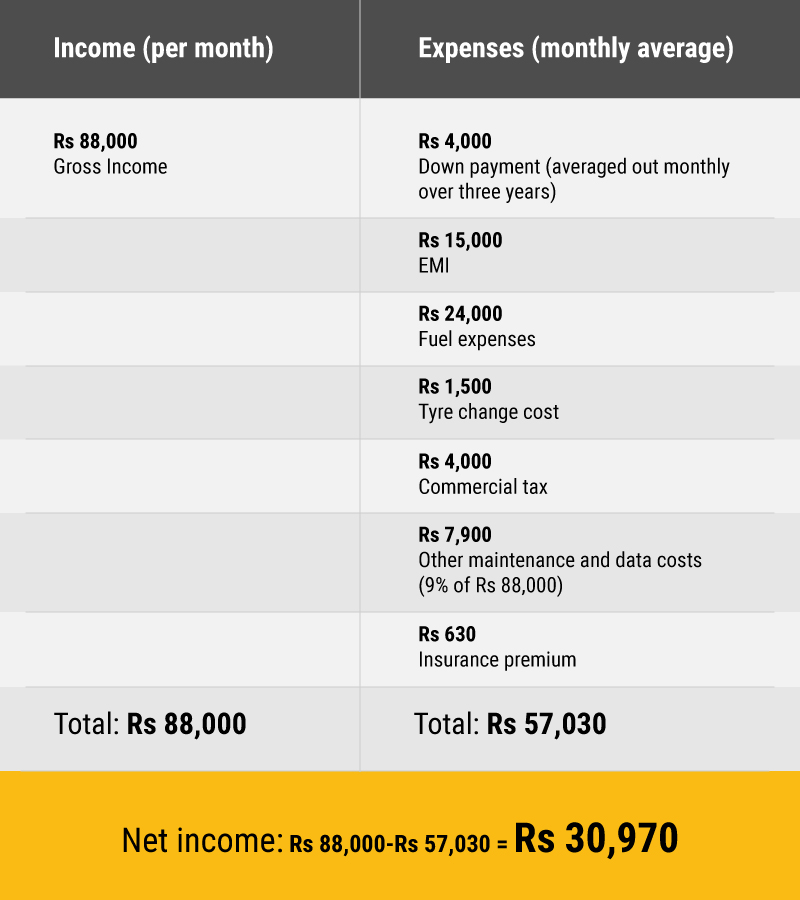 Income (per month)
Expenses (monthly average)
Rs 88,000
Gross Income
Rs 4,000
Down payment (averaged out monthly
over three years)
Rs 15,000
EMI
Rs 24,000
Fuel expenses
Rs 1,500
Tyre change cost
Rs 4,000
Commercial tax
Rs 7,900
Other maintenance and data costs
(9% of Rs 88,000)
Rs 630
Insurance premium
Total: Rs 88,000
Total: Rs 57,030
Net income: Rs 88,000-Rs 57,030 = Rs 30,970